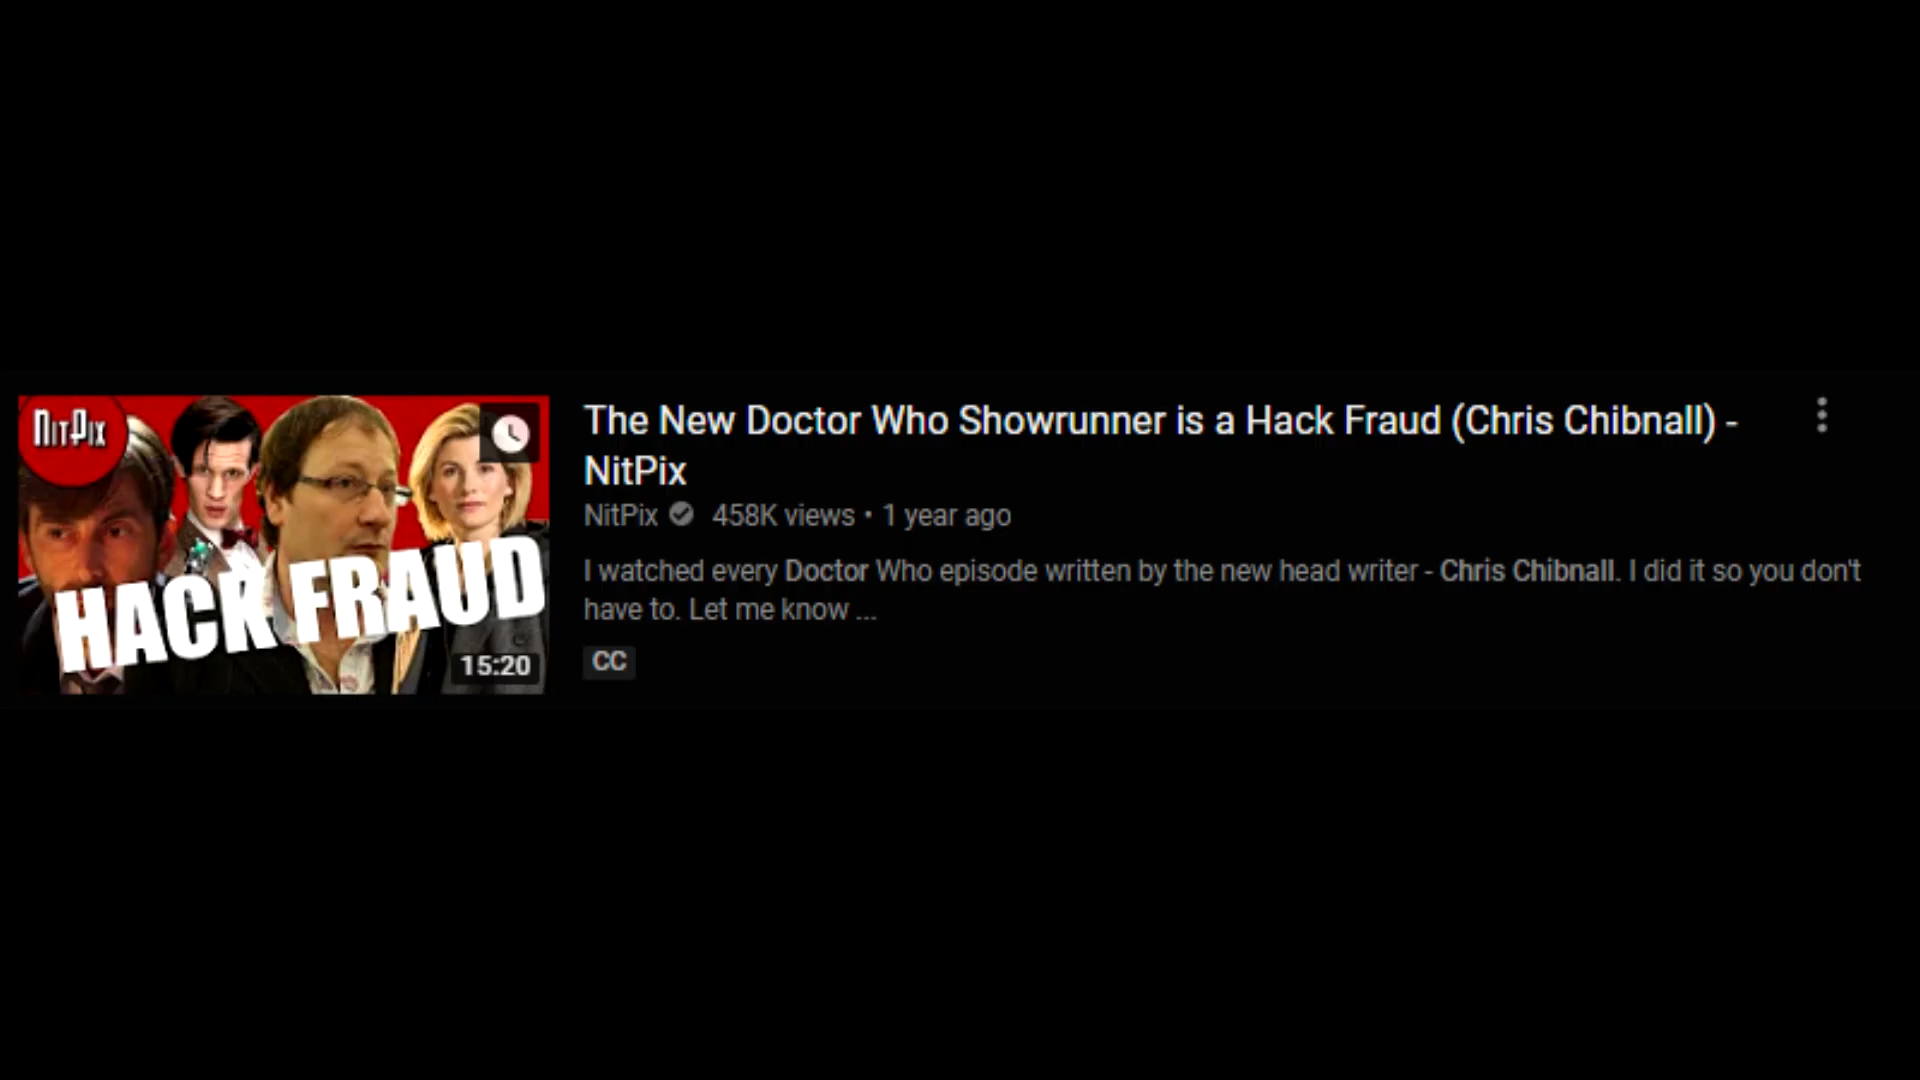 NITPIX
HACK FRAUD
15:20
The New Doctor Who Showrunner is a Hack Fraud (Chris Chibnall) -
NitPix
NitPix 458K views • 1 year ago
I watched every Doctor Who episode written by the new head writer - Chris Chibnall. I did it so you don't
have to. Let me know ...
CC